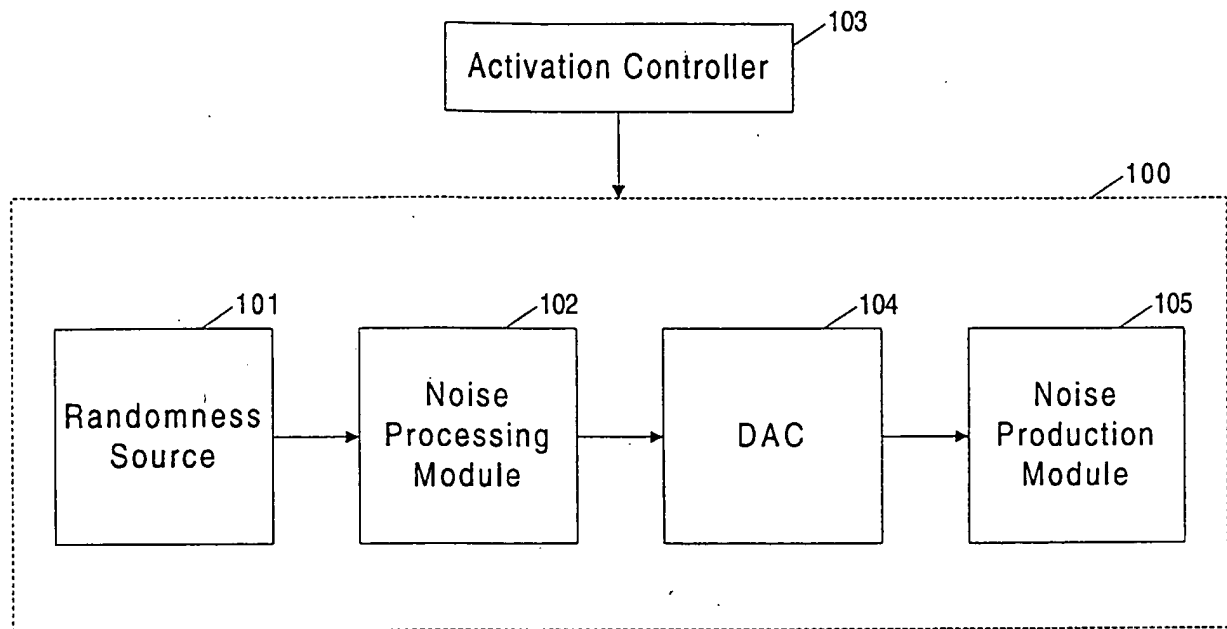 103
Activation Controller
100
101
102
104
105
Randomness
Source
Noise
Processing
Module
DAC
Noise
Production
Module